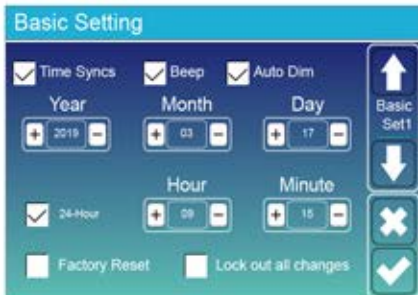 Basic Setting
Time Syncs Beep Auto Dim
Year Month Day
+ 2019 - + 03 - + 17 -
Basic
Set1
Hour Minute
24-Hour + 09 - + 15 -
Factory Reset Lock out all changes